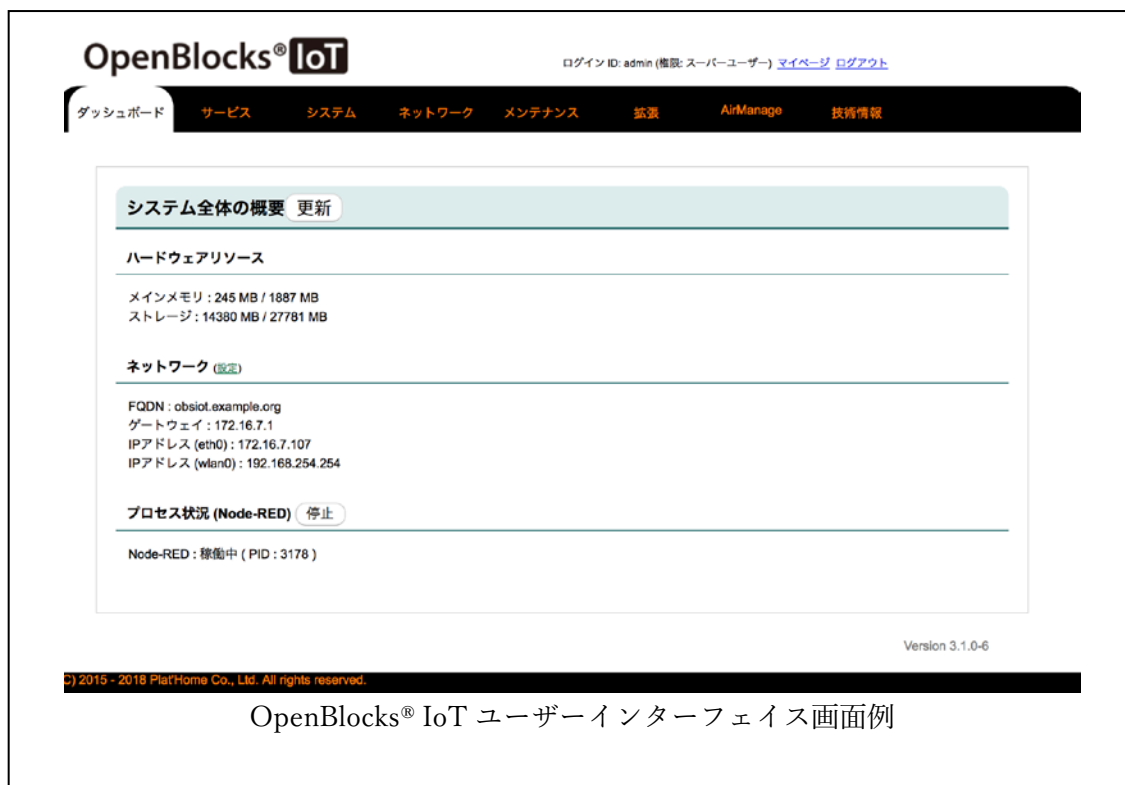 OpenBlocks® IoT
ログイン ID: admin (権限: スーパーユーザー) マイページ ログアウト
ダッシュボード サービス システム ネットワーク メンテナンス 拡張 AirManage 技術情報
システム全体の概要 更新
ハードウェアリソース
メインメモリ : 245 MB / 1887 MB
ストレージ : 14380 MB / 27781 MB
ネットワーク (設定)
FQDN : obsiot.example.org
ゲートウェイ : 172.16.7.1
IPアドレス (eth0) : 172.16.7.107
IPアドレス (wlan0) : 192.168.254.254
プロセス状況 (Node-RED) 停止
Node-RED : 稼働中 ( PID : 3178 )
Version 3.1.0-6
C) 2015 - 2018 Plat'Home Co., Ltd. All rights reserved.
OpenBlocks® IoT ユーザーインターフェイス画面例